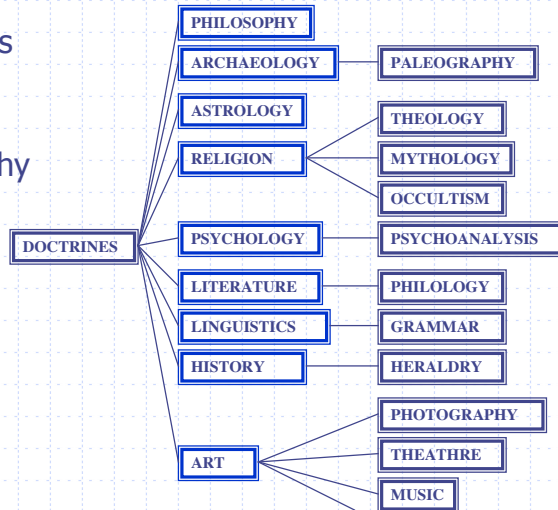 s
hy
DOCTRINES
PHILOSOPHY
ARCHAEOLOGY
PALEOGRAPHY
ASTROLOGY
RELIGION
THEOLOGY
MYTHOLOGY
OCCULTISM
PSYCHOLOGY
PSYCHOANALYSIS
LITERATURE
PHILOLOGY
LINGUISTICS
GRAMMAR
HISTORY
HERALDRY
ART
PHOTOGRAPHY
THEATHRE
MUSIC